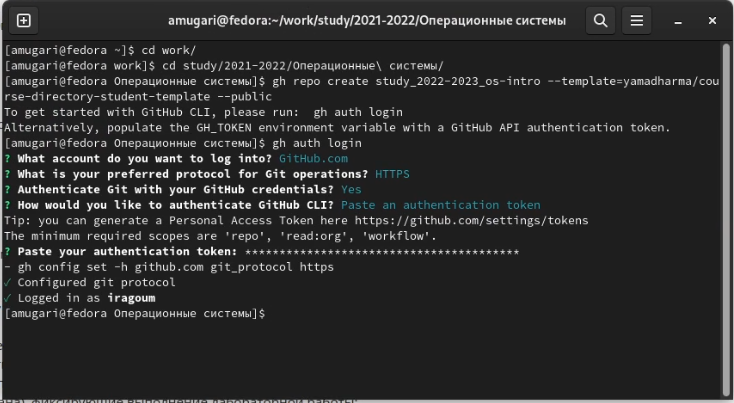 amugari@fedora:~/work/study/2021-2022/Операционные системы
[amugari@fedora ~]$ cd work/
[amugari@fedora work]$ cd study/2021-2022/Операционные\ системы/
[amugari@fedora Операционные системы]$ gh repo create study_2022-2023_os-intro --template=yamadharma/cou
rse-directory-student-template --public
To get started with GitHub CLI, please run:  gh auth login
Alternatively, populate the GH_TOKEN environment variable with a GitHub API authentication token.
[amugari@fedora Операционные системы]$ gh auth login
? What account do you want to log into? GitHub.com
? What is your preferred protocol for Git operations? HTTPS
? Authenticate Git with your GitHub credentials? Yes
? How would you like to authenticate GitHub CLI? Paste an authentication token
Tip: you can generate a Personal Access Token here https://github.com/settings/tokens
The minimum required scopes are 'repo', 'read:org', 'workflow'.
? Paste your authentication token: ****************************************
- gh config set -h github.com git_protocol https
✓ Configured git protocol
✓ Logged in as iragoum
[amugari@fedora Операционные системы]$